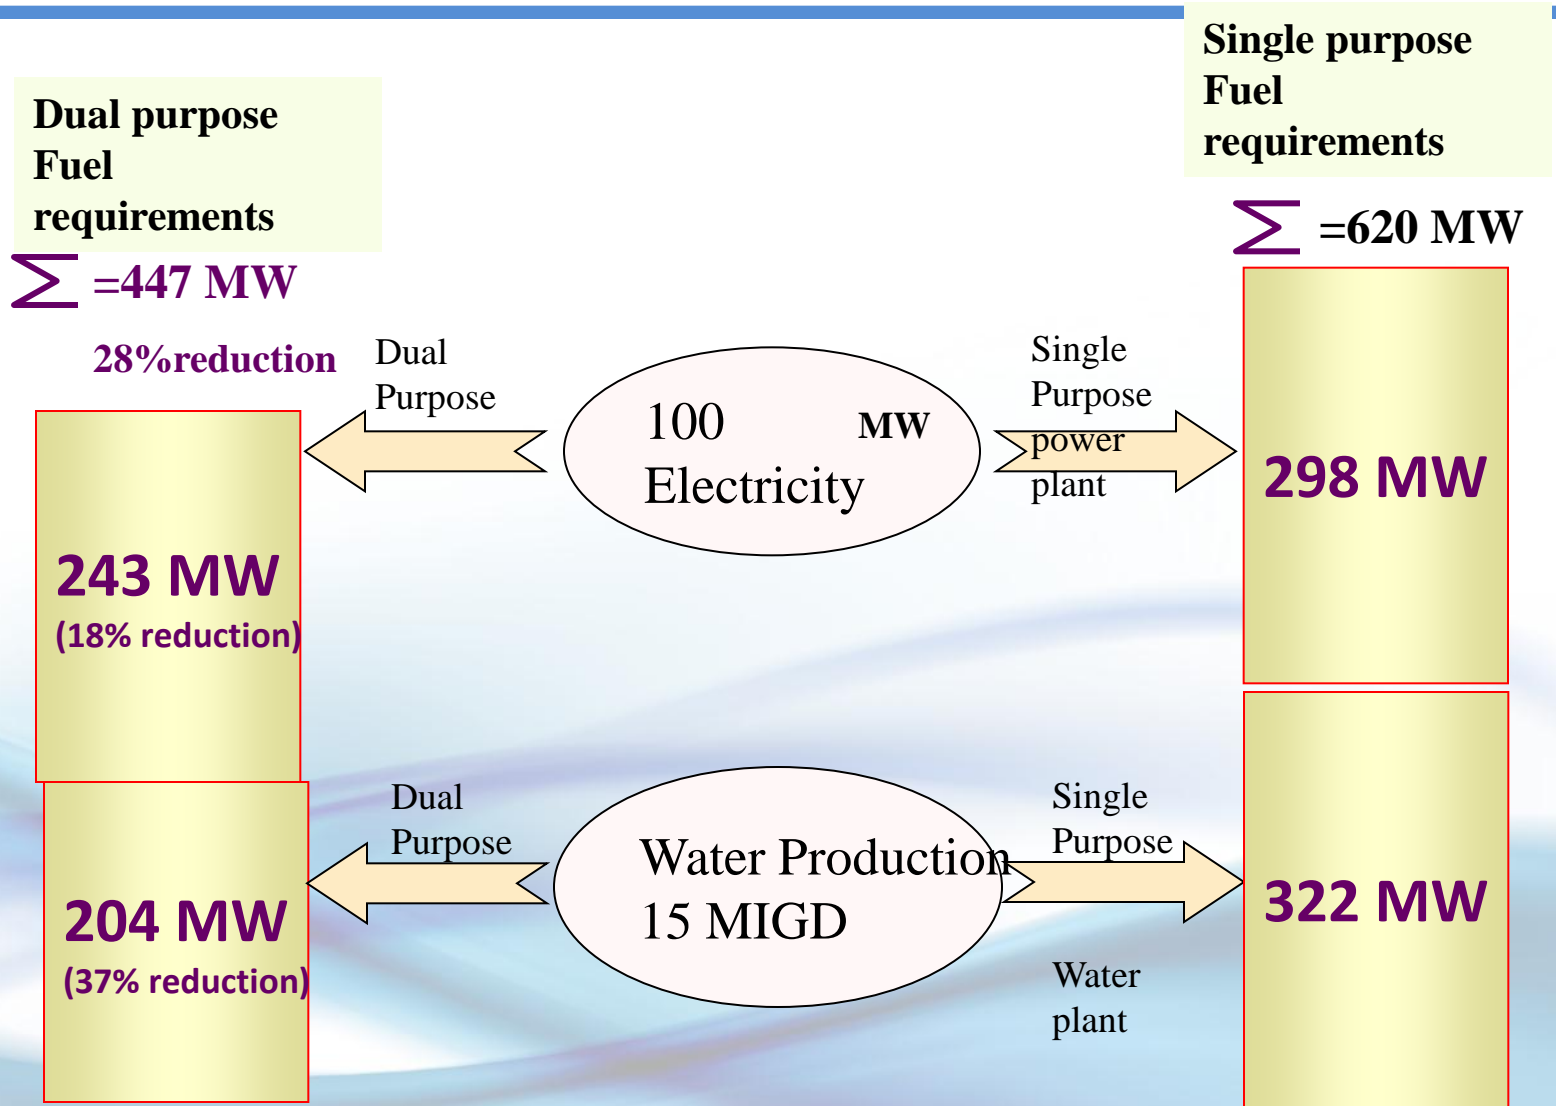 Single purpose
Fuel
requirements
Dual purpose
Fuel
requirements
∑ =620 MW
∑ =447 MW
28%reduction
Dual
Purpose
100 MW
Electricity
Single
Purpose
power
plant
298 MW
243 MW
(18% reduction)
Dual
Purpose
Water Production
15 MIGD
Single
Purpose
Water
plant
322 MW
204 MW
(37% reduction)